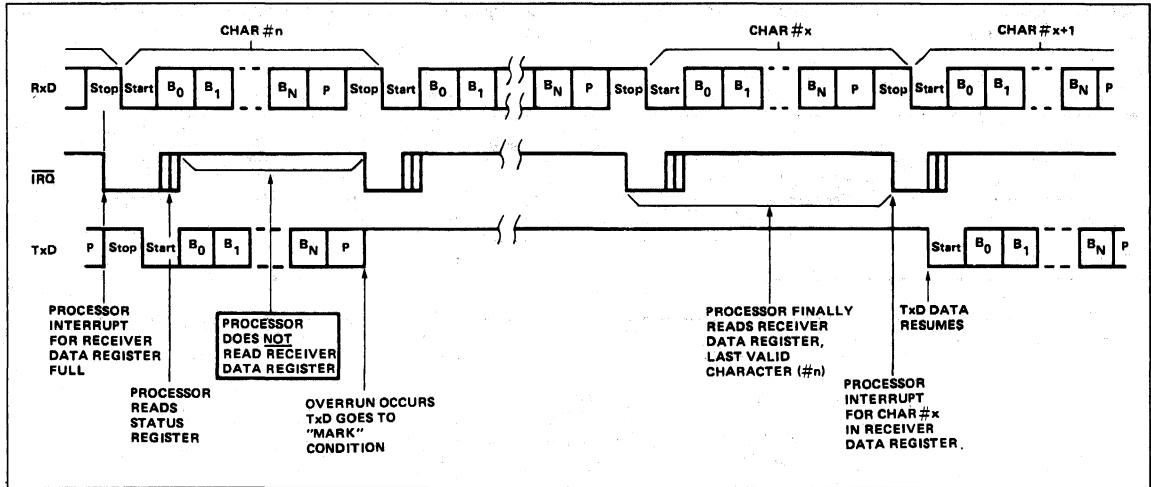 CHAR #n CHAR #x CHAR #x+1
RxD Stop Start B0 B1 BN P Stop Start B0 B1 BN P Stop Start B0 B1 BN P Stop Start B0 B1 BN P
IRQ
TxD P Stop Start B0 B1 BN P Start B0 B1 BN P
PROCESSOR
INTERRUPT
FOR RECEIVER
DATA REGISTER
FULL
PROCESSOR
READS
STATUS
REGISTER
PROCESSOR
DOES NOT
READ RECEIVER
DATA REGISTER
OVERRUN OCCURS
TxD GOES TO
"MARK"
CONDITION
PROCESSOR FINALLY
READS RECEIVER
DATA REGISTER,
LAST VALID
CHARACTER (#n)
PROCESSOR
INTERRUPT
FOR CHAR #x
IN RECEIVER
DATA REGISTER.
TxD DATA
RESUMES